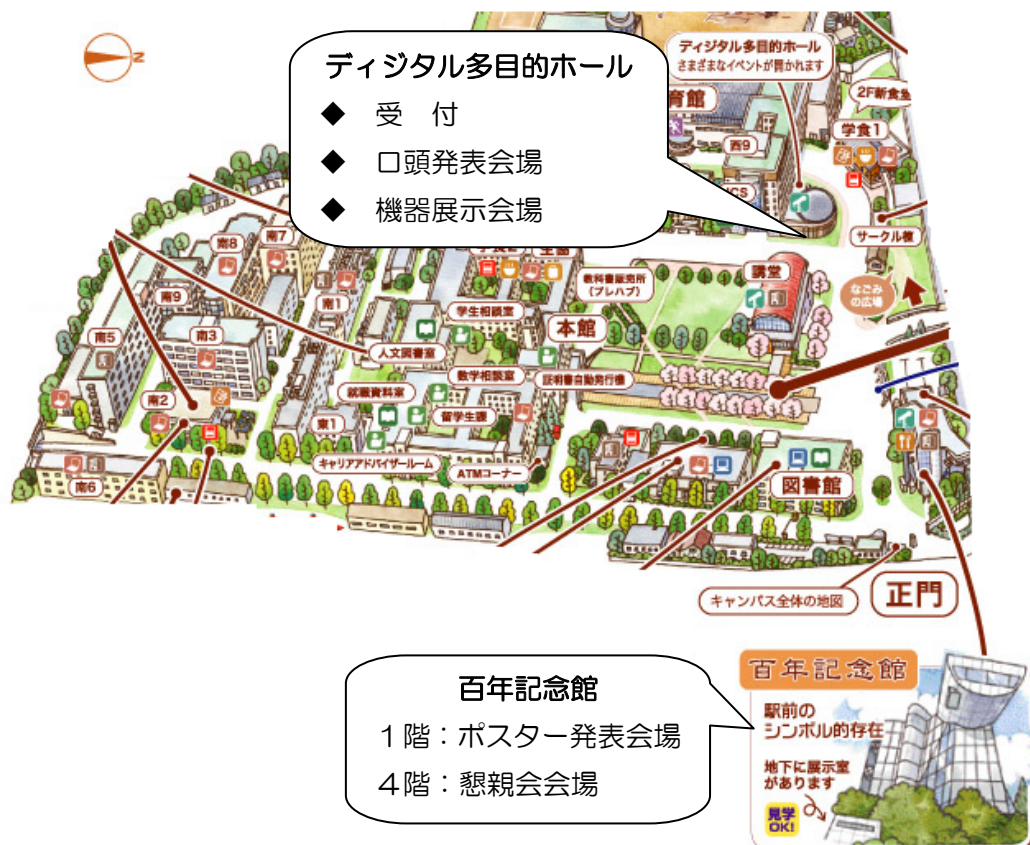 N
ディジタル多目的ホール
◆ 受 付
◆ 口頭発表会場
◆ 機器展示会場
ディジタル多目的ホール
さまざまなイベントが開かれます
育館
2F新食堂
学食1
西9
サークル棟
なごみ
の広場
講堂
教科書販売所
(プレハブ)
本館
南8
南7
南9
南1
南5
南3
南2
南6
学生相談室
人文図書室
数学相談室
証明書自動発行機
就職資料室
留学生課
東1
キャリアアドバイザールーム
ATMコーナー
図書館
キャンパス全体の地図
正門
百年記念館
1階:ポスター発表会場
4階:懇親会会場
百年記念館
駅前の
シンボル的存在
地下に展示室
があります
見学
OK!